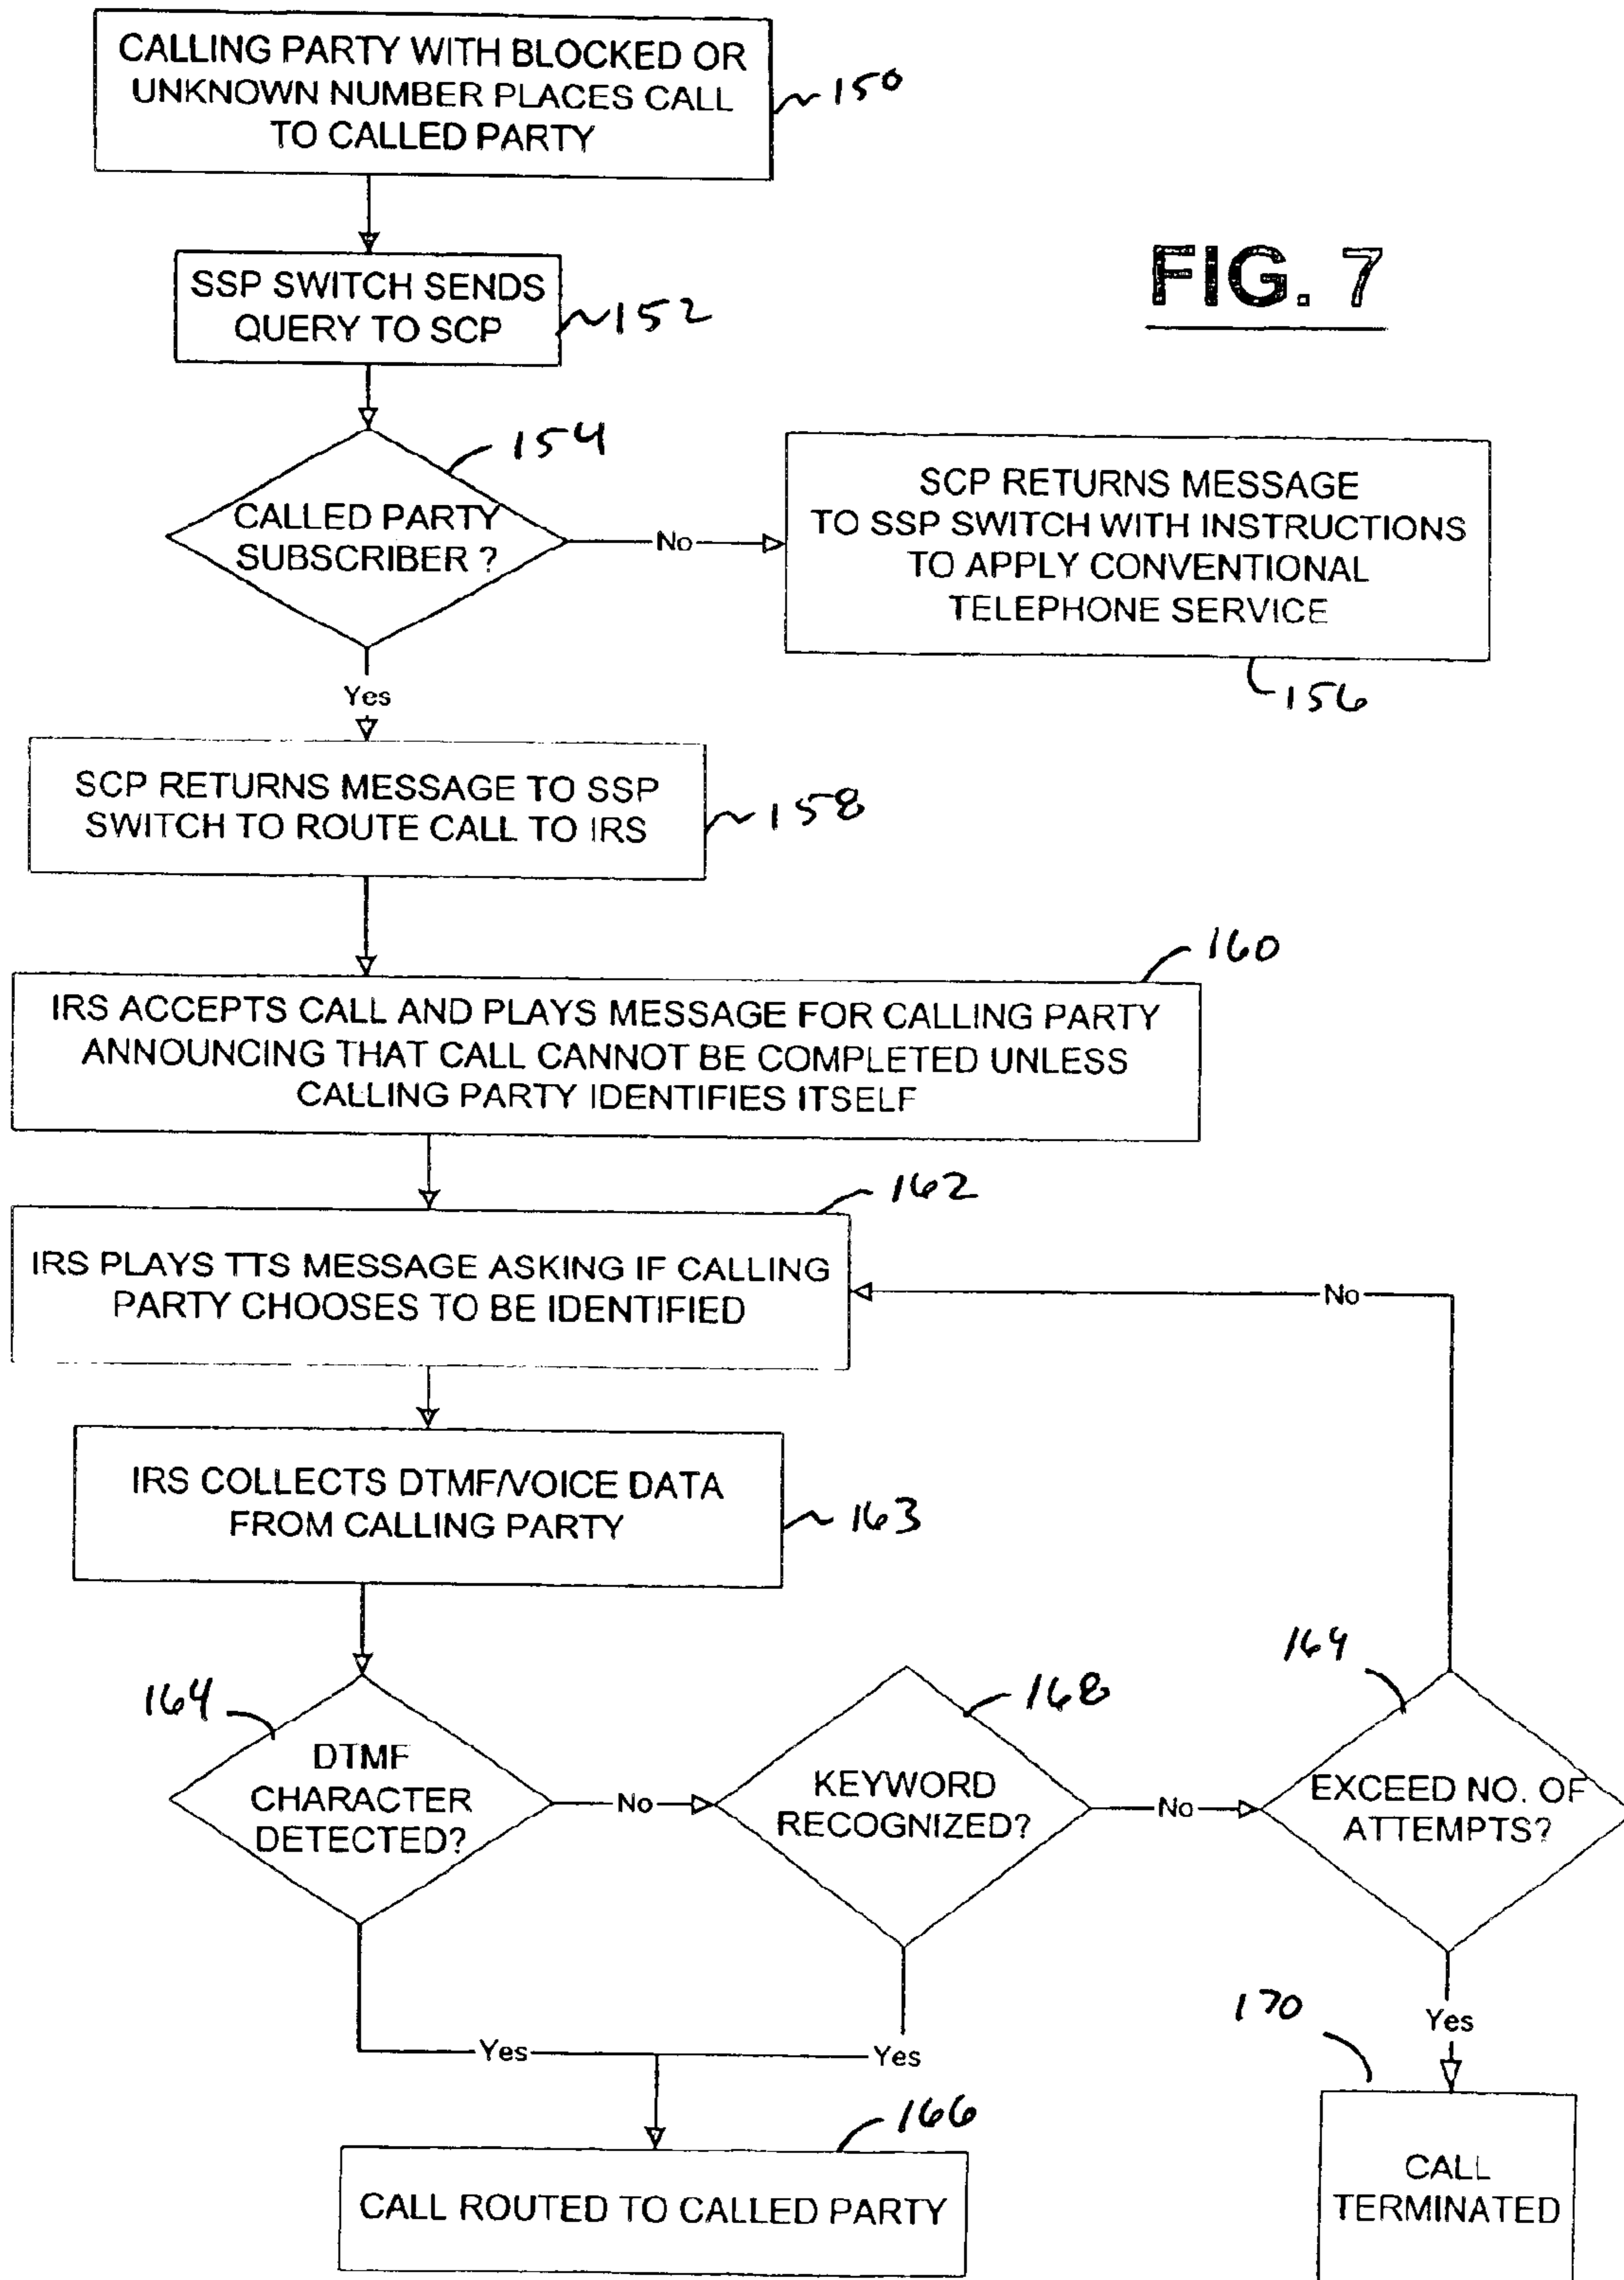 CALLING PARTY WITH BLOCKED OR
UNKNOWN NUMBER PLACES CALL
TO CALLED PARTY
150
FIG. 7
SSP SWITCH SENDS
QUERY TO SCP
152
154
CALLED PARTY
SUBSCRIBER ?
No
SCP RETURNS MESSAGE
TO SSP SWITCH WITH INSTRUCTIONS
TO APPLY CONVENTIONAL
TELEPHONE SERVICE
156
Yes
SCP RETURNS MESSAGE TO SSP
SWITCH TO ROUTE CALL TO IRS
158
160
IRS ACCEPTS CALL AND PLAYS MESSAGE FOR CALLING PARTY
ANNOUNCING THAT CALL CANNOT BE COMPLETED UNLESS
CALLING PARTY IDENTIFIES ITSELF
162
IRS PLAYS TTS MESSAGE ASKING IF CALLING
PARTY CHOOSES TO BE IDENTIFIED
No
IRS COLLECTS DTMF/VOICE DATA
FROM CALLING PARTY
163
164
DTMF
CHARACTER
DETECTED?
No
168
KEYWORD
RECOGNIZED?
No
169
EXCEED NO. OF
ATTEMPTS?
Yes
Yes
Yes
166
CALL ROUTED TO CALLED PARTY
170
CALL
TERMINATED